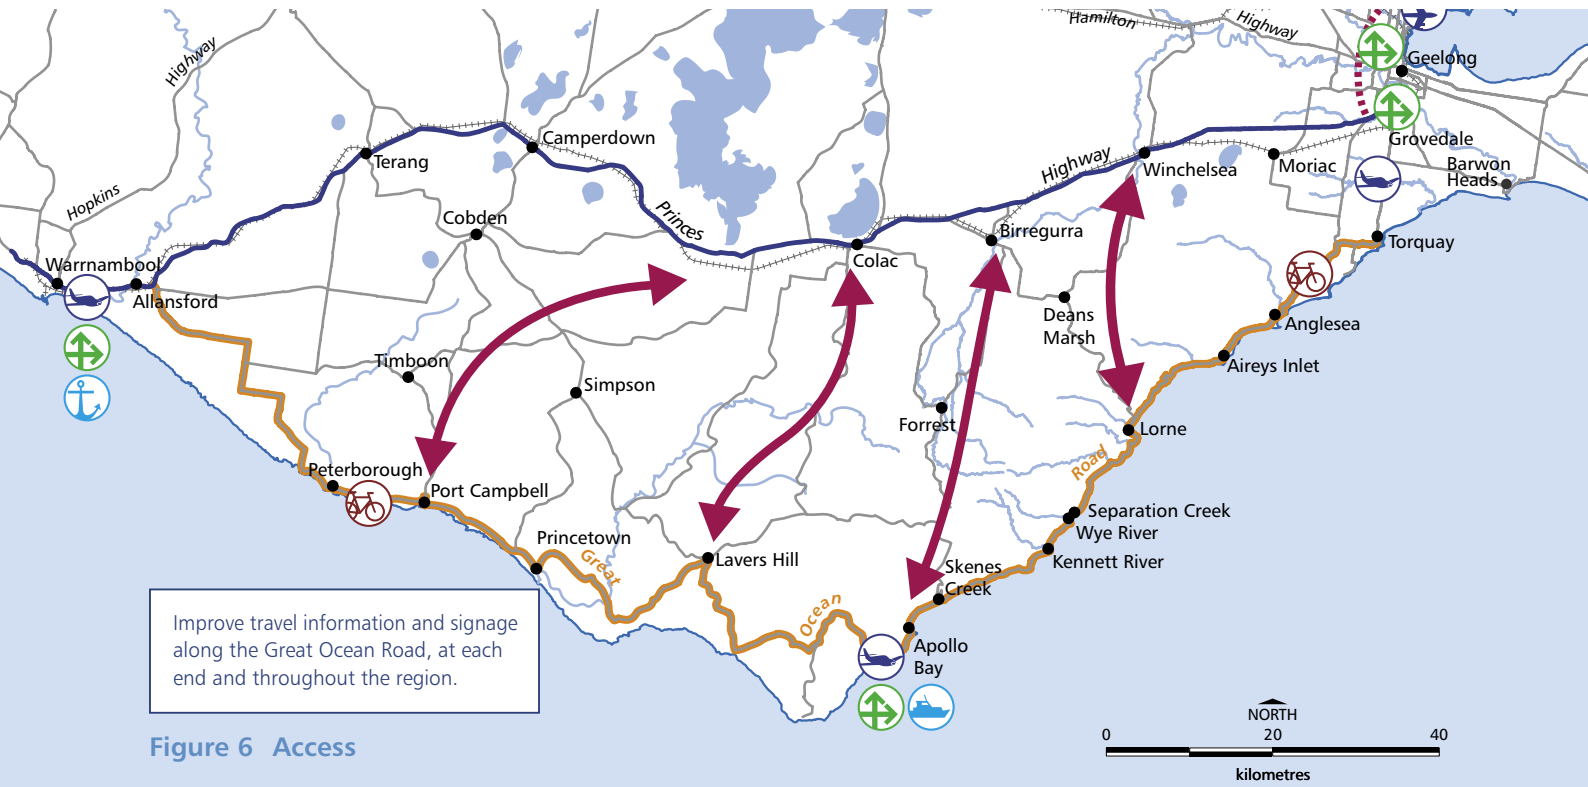 Hamilton
Highway
Highway
Geelong
Grovedale
Camperdown
Terang
Highway
Winchelsea
Moriac
Barwon
Heads
Hopkins
Cobden
Princes
Birregurra
Torquay
Warrnambool
Colac
Allansford
Deans
Marsh
Anglesea
Timboon
Simpson
Aireys Inlet
Forrest
Lorne
Road
Peterborough
Port Campbell
Separation Creek
Wye River
Princetown
Great
Lavers Hill
Kennett River
Skenes
Creek
Ocean
Apollo
Bay
Improve travel information and signage
along the Great Ocean Road, at each
end and throughout the region.
Figure 6 Access
NORTH
0 20 40
kilometres